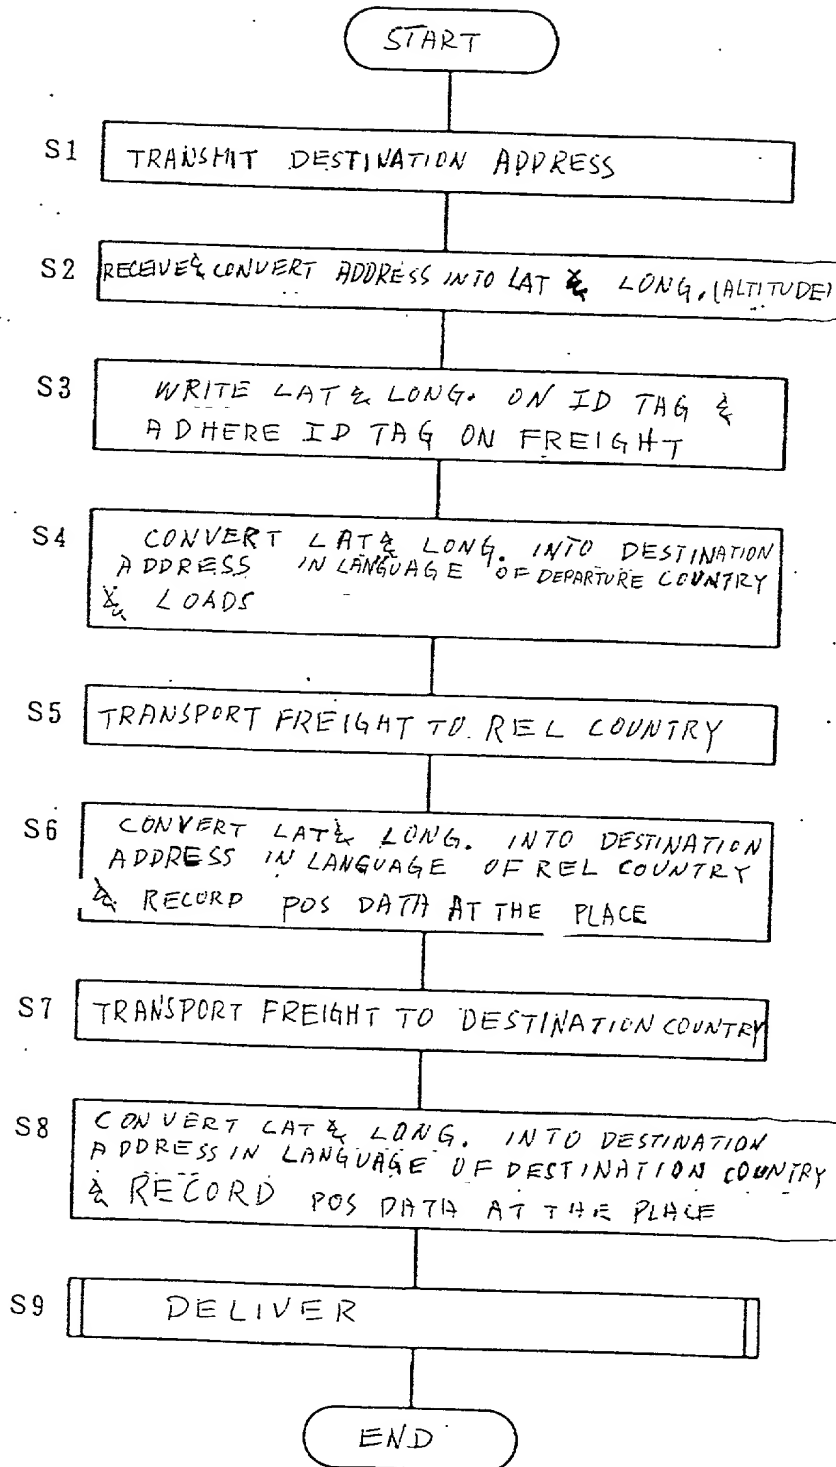 START
S1 TRANSMIT DESTINATION ADDRESS
S2 RECEIVE & CONVERT ADDRESS INTO LAT & LONG. (ALTITUDE)
S3 WRITE LAT & LONG. ON ID TAG &
ADHERE ID TAG ON FREIGHT
S4 CONVERT LAT & LONG. INTO DESTINATION
ADDRESS IN LANGUAGE OF DEPARTURE COUNTRY
& LOADS
S5 TRANSPORT FREIGHT TO REL COUNTRY
S6 CONVERT LAT & LONG. INTO DESTINATION
ADDRESS IN LANGUAGE OF REL COUNTRY
& RECORD POS DATA AT THE PLACE
S7 TRANSPORT FREIGHT TO DESTINATION COUNTRY
S8 CONVERT LAT & LONG. INTO DESTINATION
ADDRESS IN LANGUAGE OF DESTINATION COUNTRY
& RECORD POS DATA AT THE PLACE
S9 DELIVER
END